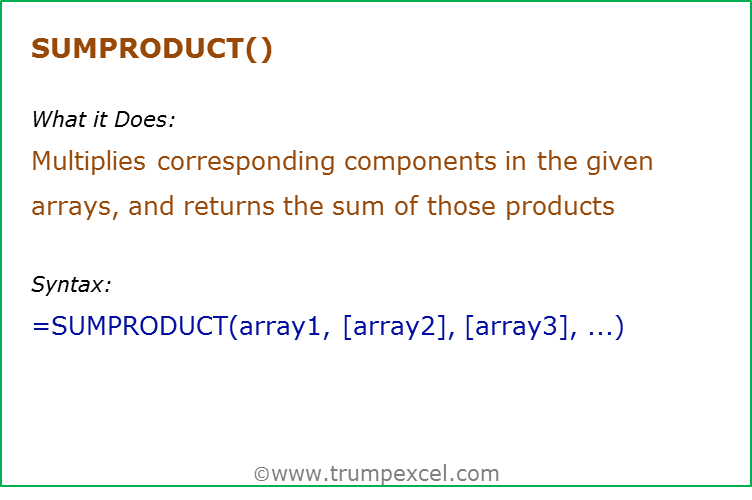 SUMPRODUCT()
What it Does:
Multiplies corresponding components in the given
arrays, and returns the sum of those products
Syntax:
=SUMPRODUCT(array1, [array2], [array3], ...)
©www.trumpexcel.com